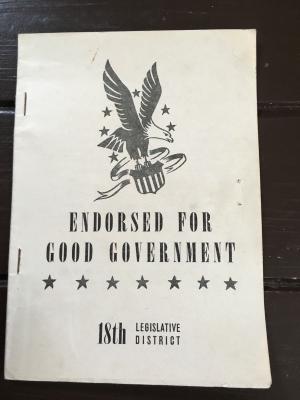 ENDORSED FOR
GOOD GOVERNMENT
18th LEGISLATIVE
DISTRICT